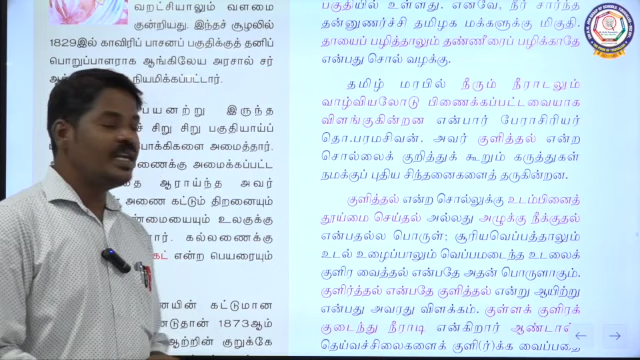 வறட்சியாலும் வளமை
குன்றியது. இந்தச் சூழலில்
1829இல் காவிரிப் பாசனப் பகுதிக்குத் தனிப்
பொறுப்பாளராக ஆங்கிலேய அரசால் சர்
நியமிக்கப்பட்டார்.
பயனற்று இருந்த
சிறு சிறு பகுதியாய்ப்
அமைத்தார்.
அமைக்கப்பட்ட
ஆராய்ந்த அவர்
அணை கட்டும் திறனையும்
உலகுக்கு
கல்லணைக்கு
என்ற பெயரையும்
கட்டுமான
1873ஆம்
ஆற்றின் குறுக்கே
பகுதியில் உள்ளது. எனவே, நீர் சார்ந்த
தன்னுணர்ச்சி தமிழக மக்களுக்கு மிகுதி.
தாயைப் பழித்தாலும் தண்ணீரைப் பழிக்காதே
என்பது சொல் வழக்கு.
தமிழ் மரபில் நீரும் நீராடலும்
வாழ்வியலோடு பிணைக்கப்பட்டவையாக
விளங்குகின்றன என்பார் பேராசிரியர்
தொ.பரமசிவன். அவர் குளித்தல் என்ற
சொல்லைக் குறித்துக் கூறும் கருத்துகள்
நமக்குப் புதிய சிந்தனைகளைத் தருகின்றன.
குளித்தல் என்ற சொல்லுக்கு உடம்பினைத்
தூய்மை செய்தல் அல்லது அழுக்கு நீக்குதல்
என்பதல்ல பொருள்; சூரியவெப்பத்தாலும்
உடல் உழைப்பாலும் வெப்பமடைந்த உடலைக்
குளிர வைத்தல் என்பதே அதன் பொருளாகும்.
குளிர்த்தல் என்பதே குளித்தல் என்று ஆயிற்று
என்பது அவரது விளக்கம். குள்ளக் குளிரக்
குடைந்து நீராடி என்கிறார்
தெய்வச்சிலைகளைக் குளி(ர்)க்க